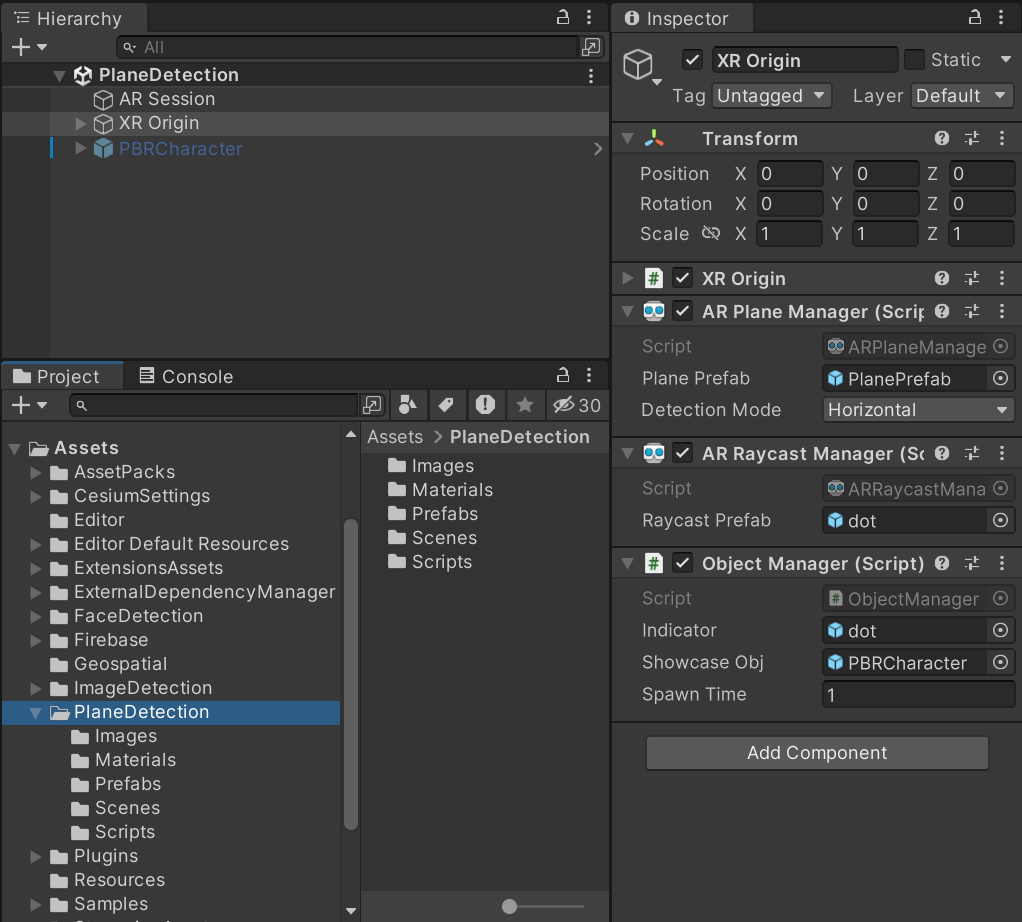 Hierarchy
All
PlaneDetection
AR Session
XR Origin
PBRCharacter
Project
Console
30
Assets
AssetPacks
CesiumSettings
Editor
Editor Default Resources
ExtensionsAssets
ExternalDependencyManager
FaceDetection
Firebase
Geospatial
ImageDetection
PlaneDetection
Images
Materials
Prefabs
Scenes
Scripts
Plugins
Resources
Samples
Assets > PlaneDetection
Images
Materials
Prefabs
Scenes
Scripts
Inspector
XR Origin
Static
Tag Untagged Layer Default
Transform
Position X 0 Y 0 Z 0
Rotation X 0 Y 0 Z 0
Scale X 1 Y 1 Z 1
# XR Origin
AR Plane Manager (Scrip
Script ARPlaneManage
Plane Prefab PlanePrefab
Detection Mode Horizontal
AR Raycast Manager (Sc
Script ARRaycastMana
Raycast Prefab dot
# Object Manager (Script)
Script # ObjectManager
Indicator dot
Showcase Obj PBRCharacter
Spawn Time 1
Add Component